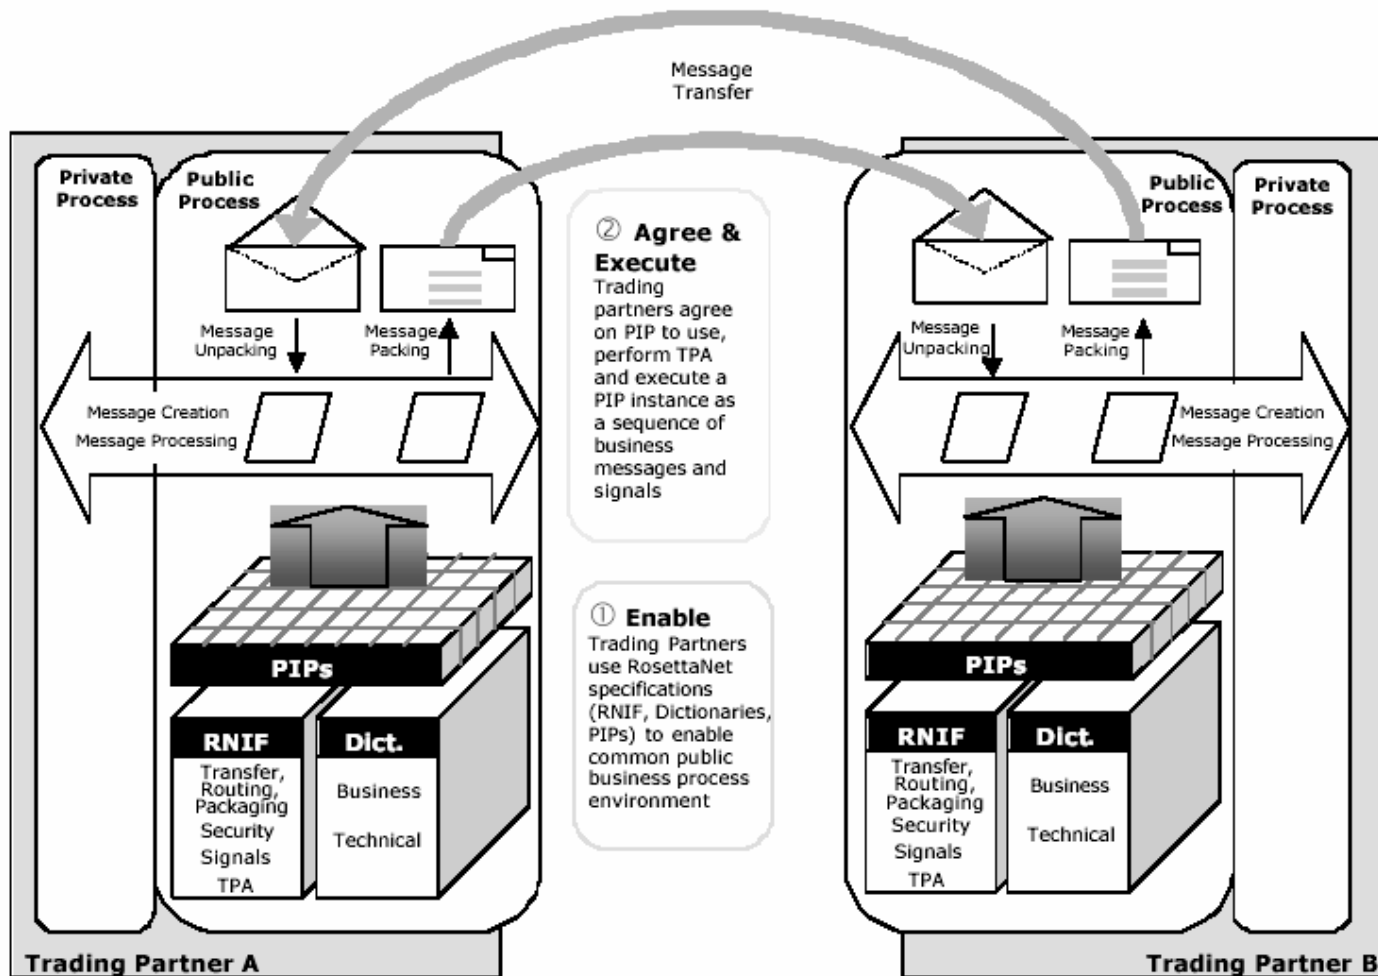 Message
Transfer
Private
Process
Public
Process
Message
Unpacking
Message
Packing
Message Creation
Message Processing
PIPs
RNIF
Transfer,
Routing,
Packaging
Security
Signals
TPA
Dict.
Business
Technical
Trading Partner A
② Agree &
Execute
Trading
partners agree
on PIP to use,
perform TPA
and execute a
PIP instance as
a sequence of
business
messages and
signals
① Enable
Trading Partners
use RosettaNet
specifications
(RNIF, Dictionaries,
PIPs) to enable
common public
business process
environment
Public
Process
Private
Process
Message
Unpacking
Message
Packing
Message Creation
Message Processing
PIPs
RNIF
Transfer,
Routing,
Packaging
Security
Signals
TPA
Dict.
Business
Technical
Trading Partner B